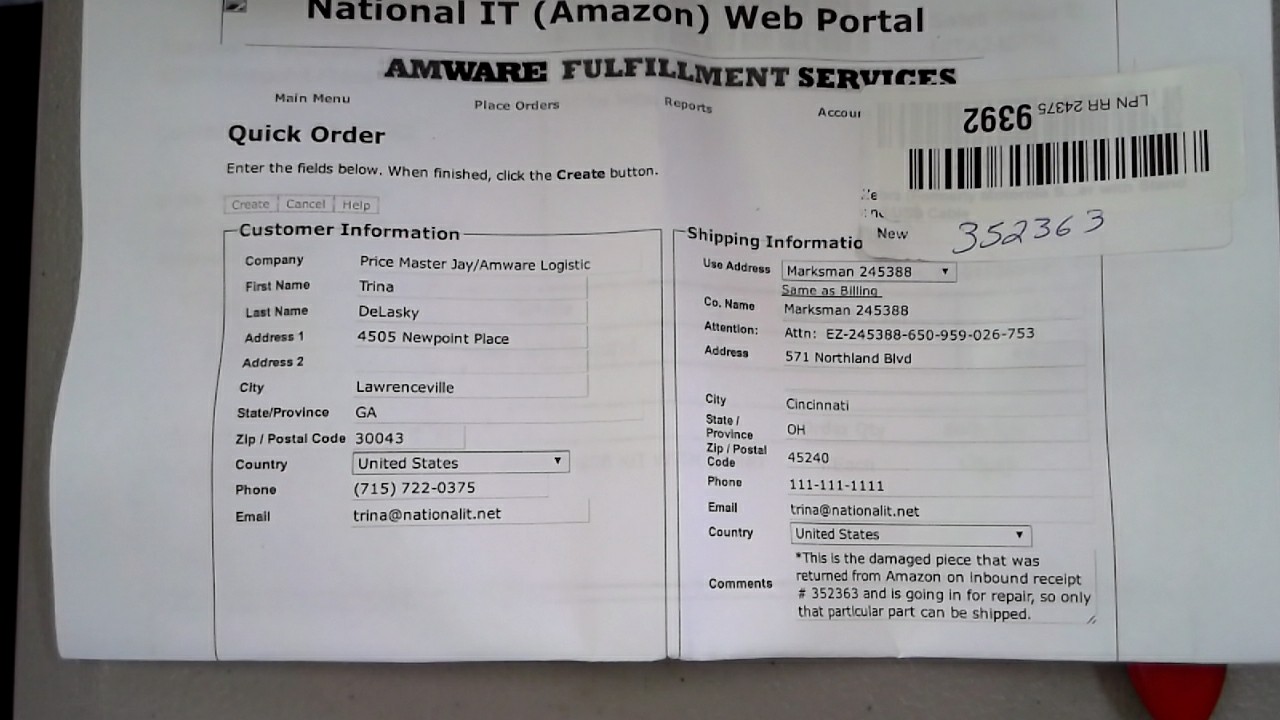 National IT (Amazon) Web Portal
AMWARE FULFILLMENT SERVICES
Main Menu Place Orders Reports Accour
LPN RR 24375 9392
Quick Order
Enter the fields below. When finished, click the Create button.
Create Cancel Help
New
352363
Customer Information
Company Price Master Jay/Amware Logistic
First Name Trina
Last Name DeLasky
Address 1 4505 Newpoint Place
Address 2
City Lawrenceville
State/Province GA
Zip / Postal Code 30043
Country United States
Phone (715) 722-0375
Email trina@nationalit.net
Shipping Informatio
Use Address Marksman 245388
Same as Billing
Co. Name Marksman 245388
Attention: Attn: EZ-245388-650-959-026-753
Address 571 Northland Blvd
City Cincinnati
State / Province OH
Zip / Postal Code 45240
Phone 111-111-1111
Email trina@nationalit.net
Country United States
Comments
*This is the damaged piece that was
returned from Amazon on inbound receipt
# 352363 and is going in for repair, so only
that particular part can be shipped.